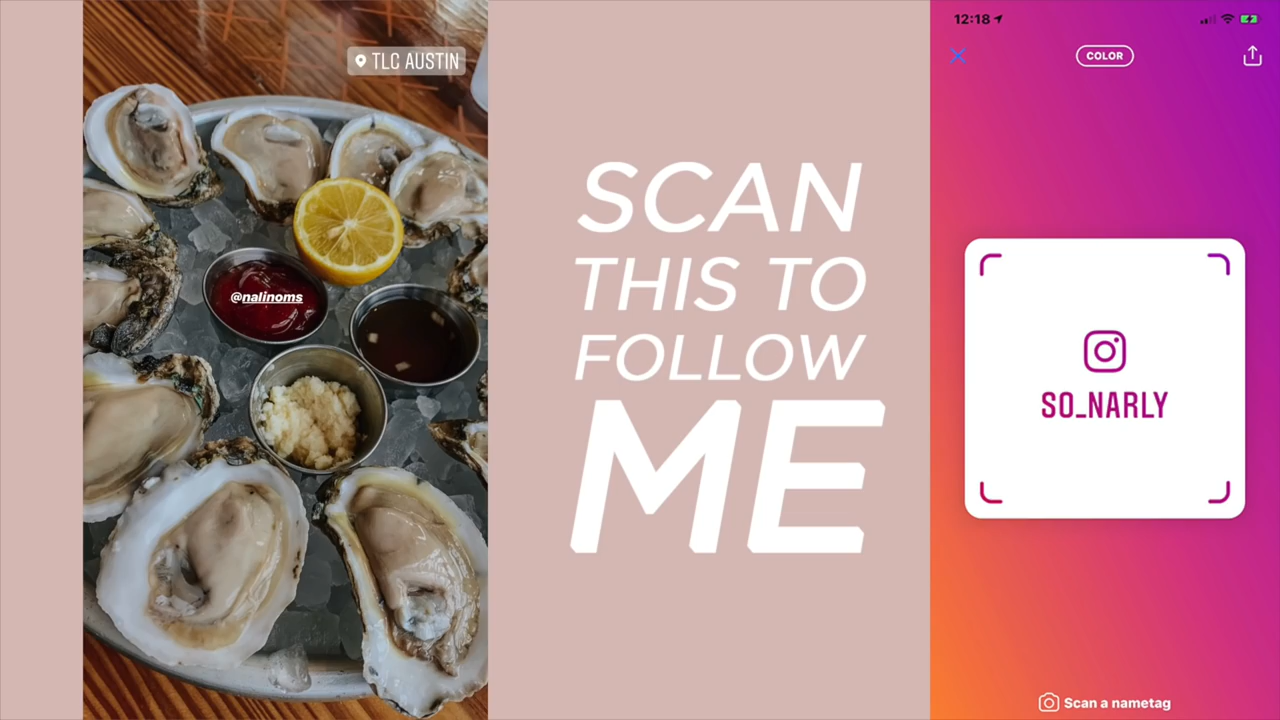 TLC AUSTIN
@nalinoms
SCAN
THIS TO
FOLLOW
ME
12:18
COLOR
SO_NARLY
Scan a nametag